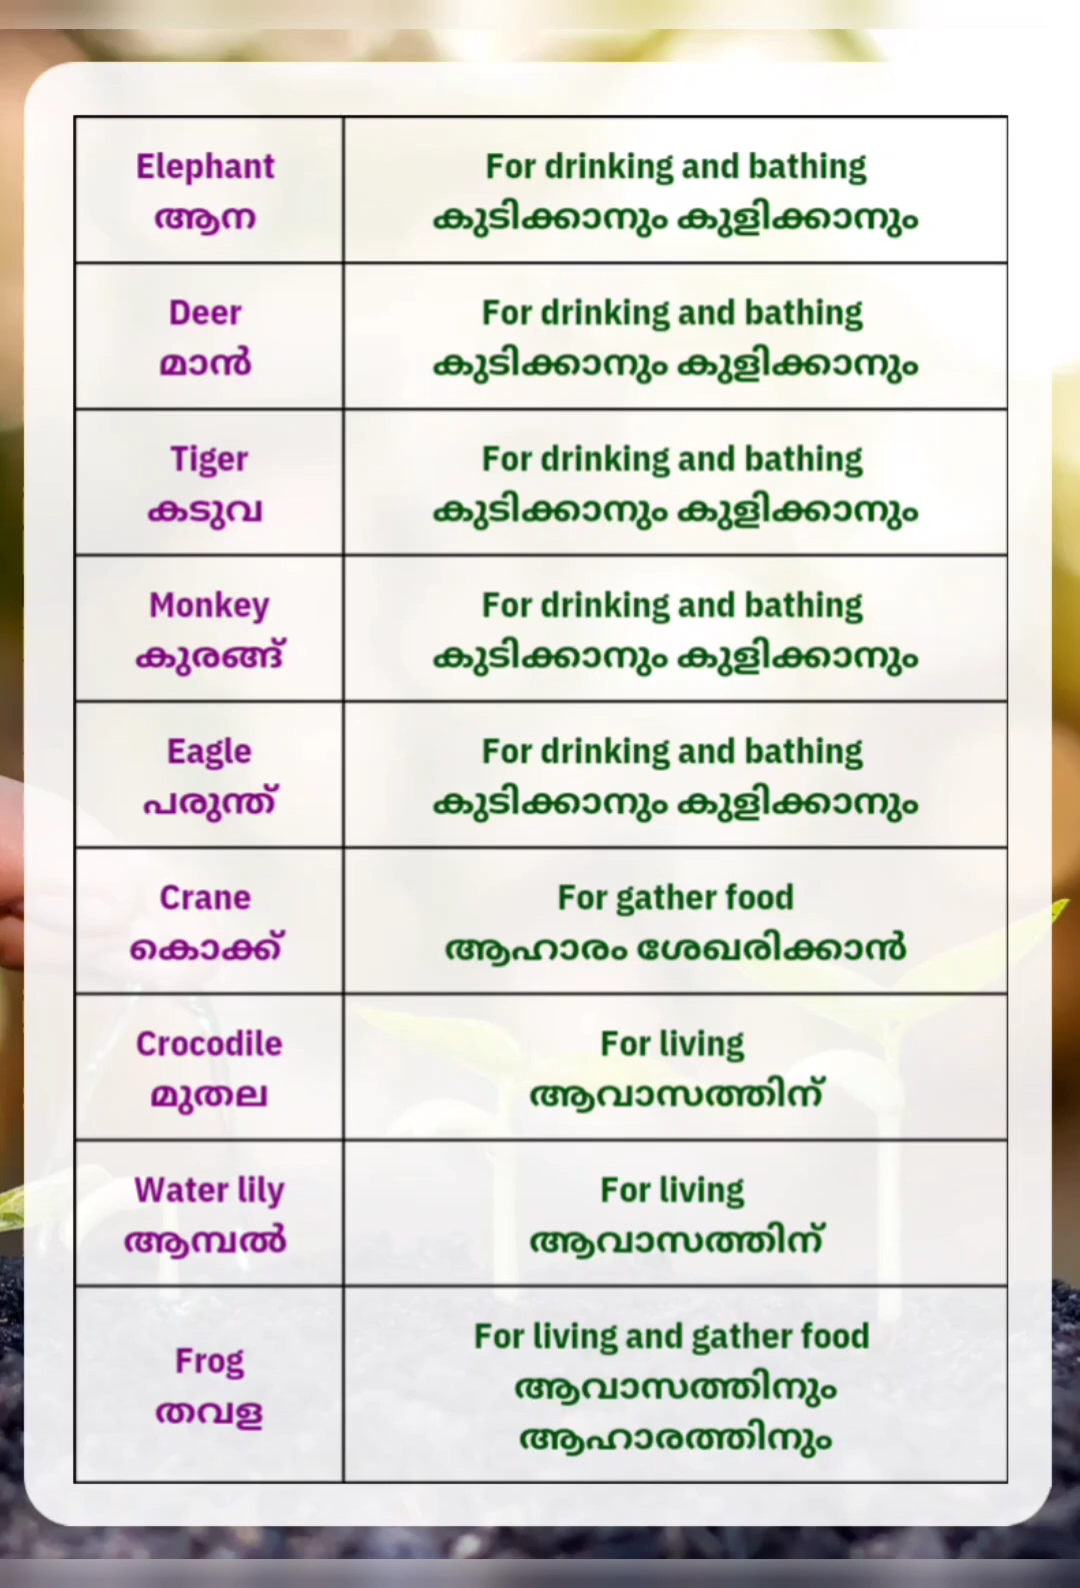 Elephant
ആന
For drinking and bathing
കുടിക്കാനും കുളിക്കാനും
Deer
മാൻ
For drinking and bathing
കുടിക്കാനും കുളിക്കാനും
Tiger
കടുവ
For drinking and bathing
കുടിക്കാനും കുളിക്കാനും
Monkey
കുരങ്ങ്
For drinking and bathing
കുടിക്കാനും കുളിക്കാനും
Eagle
പരുന്ത്
For drinking and bathing
കുടിക്കാനും കുളിക്കാനും
Crane
കൊക്ക്
For gather food
ആഹാരം ശേഖരിക്കാൻ
Crocodile
മുതല
For living
ആവാസത്തിന്
Water lily
ആമ്പൽ
For living
ആവാസത്തിന്
Frog
തവള
For living and gather food
ആവാസത്തിനും
ആഹാരത്തിനും